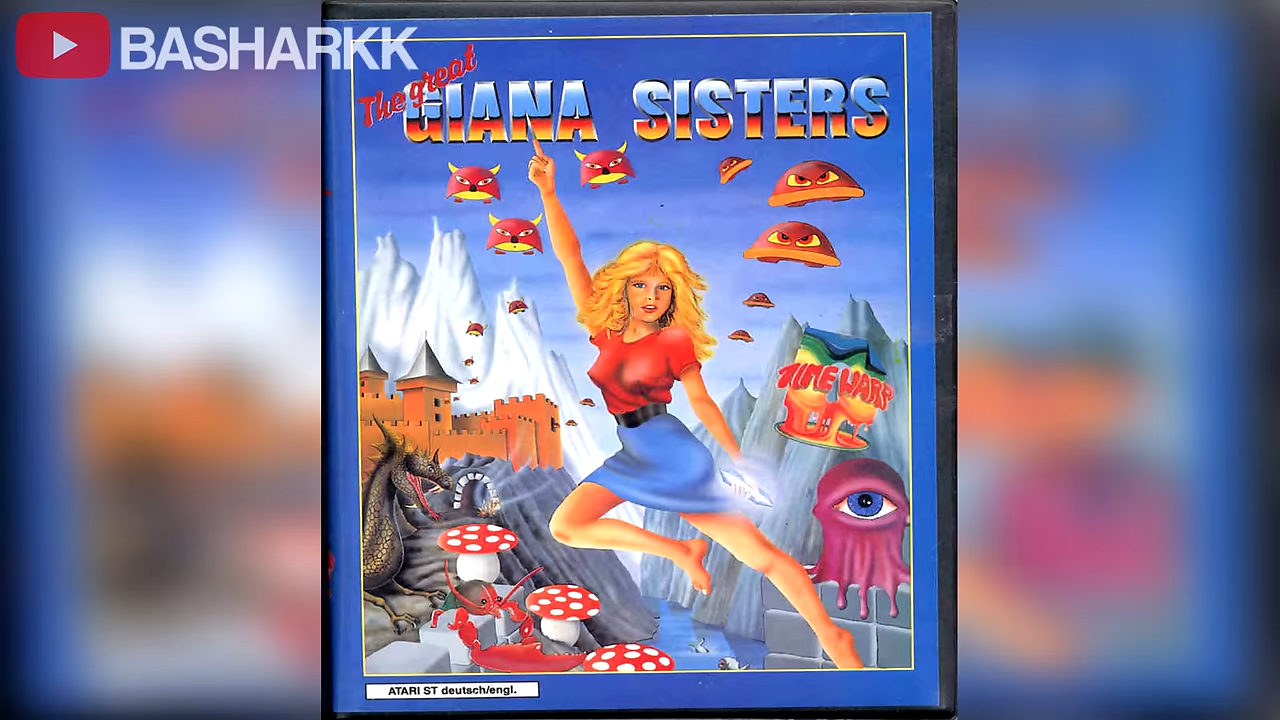 BASHARKK
The great
GIANA SISTERS
TIME WARP
ATARI ST deutsch/engl.